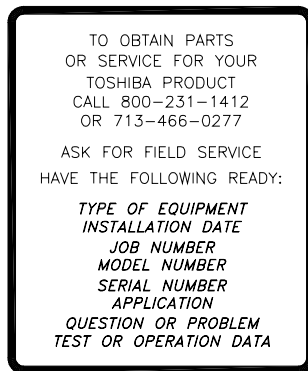 TO OBTAIN PARTS
OR SERVICE FOR YOUR
TOSHIBA PRODUCT
CALL 800-231-1412
OR 713-466-0277
ASK FOR FIELD SERVICE
HAVE THE FOLLOWING READY:
TYPE OF EQUIPMENT
INSTALLATION DATE
JOB NUMBER
MODEL NUMBER
SERIAL NUMBER
APPLICATION
QUESTION OR PROBLEM
TEST OR OPERATION DATA